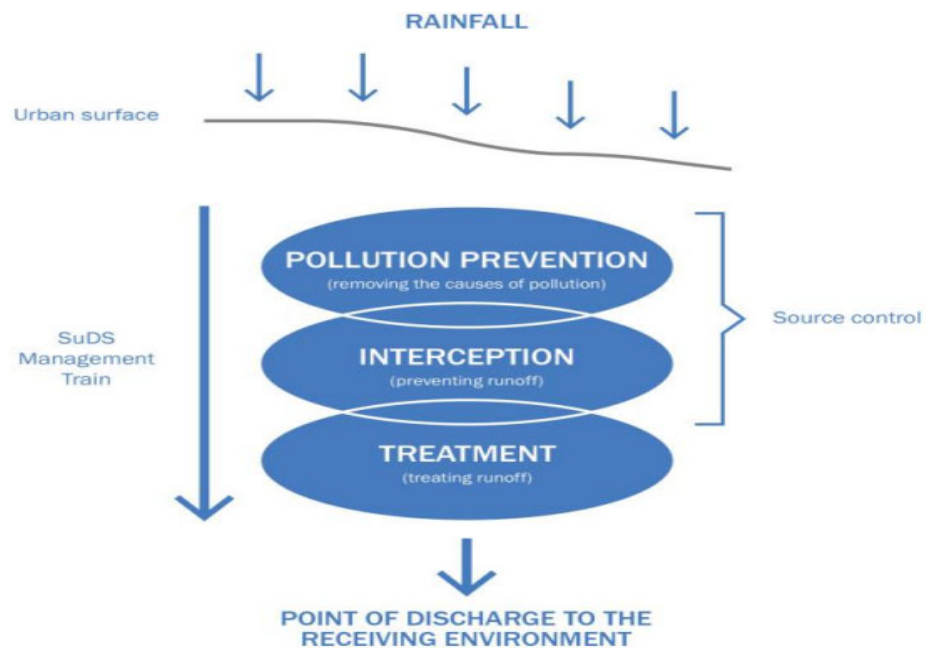 RAINFALL
Urban surface
POLLUTION PREVENTION
(removing the causes of pollution)
Source control
SuDS
Management
Train
INTERCEPTION
(preventing runoff)
TREATMENT
(treating runoff)
POINT OF DISCHARGE TO THE
RECEIVING ENVIRONMENT